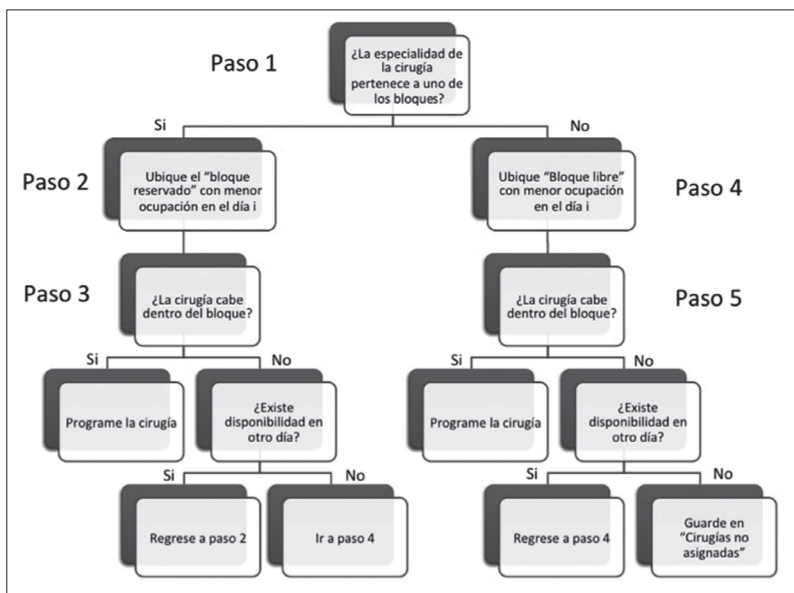 Paso 1
¿La especialidad de
la cirugía
pertenece a uno de
los bloques?
Si
No
Paso 2
Ubique el “bloque
reservado” con menor
ocupación en el día i
Ubique “Bloque libre”
con menor ocupación
en el día i
Paso 4
Paso 3
¿La cirugía cabe
dentro del bloque?
¿La cirugía cabe
dentro del bloque?
Paso 5
Si
No
Si
No
Programe la cirugía
¿Existe
disponibilidad en
otro día?
Programe la cirugía
¿Existe
disponibilidad en
otro día?
Si
No
Si
No
Regrese a paso 2
Ir a paso 4
Regrese a paso 4
Guarde en
“Cirugías no
asignadas”